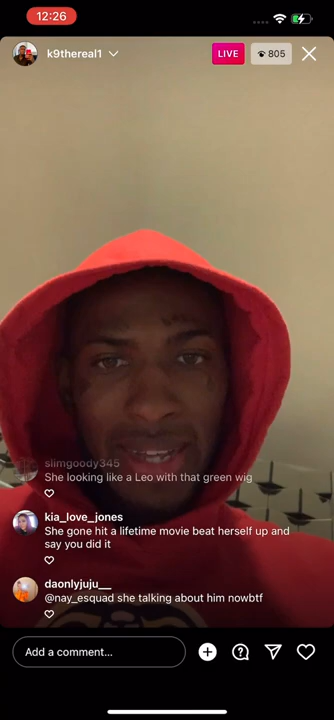 12:26
k9thereal1
LIVE
805
slimgoody345
She looking like a Leo with that green wig
kia_love_jones
She gone hit a lifetime movie beat herself up and
say you did it
daonlyjuju__
@nay_esquad she talking about him nowbtf
Add a comment...